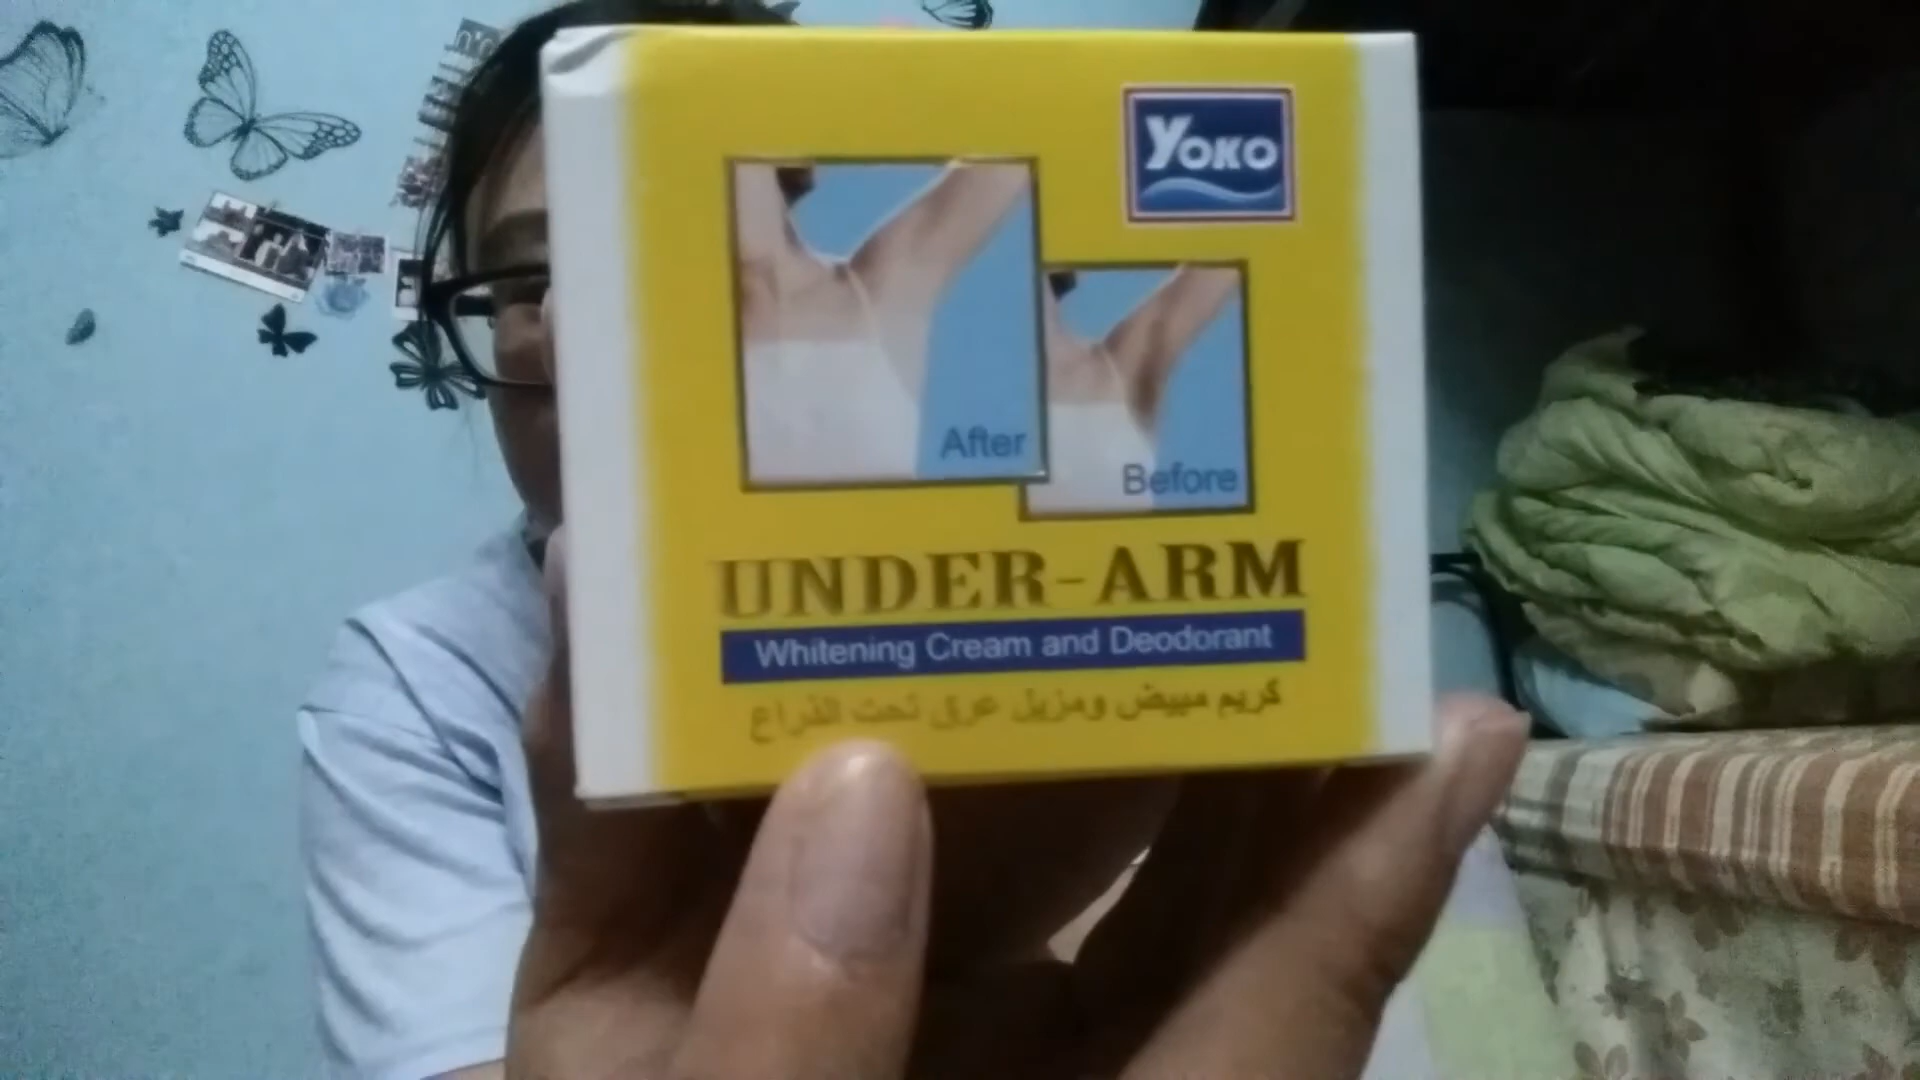 YOKO
After
Before
UNDER-ARM
Whitening Cream and Deodorant
كريم مبيض ومزيل عرق تحت الذراع